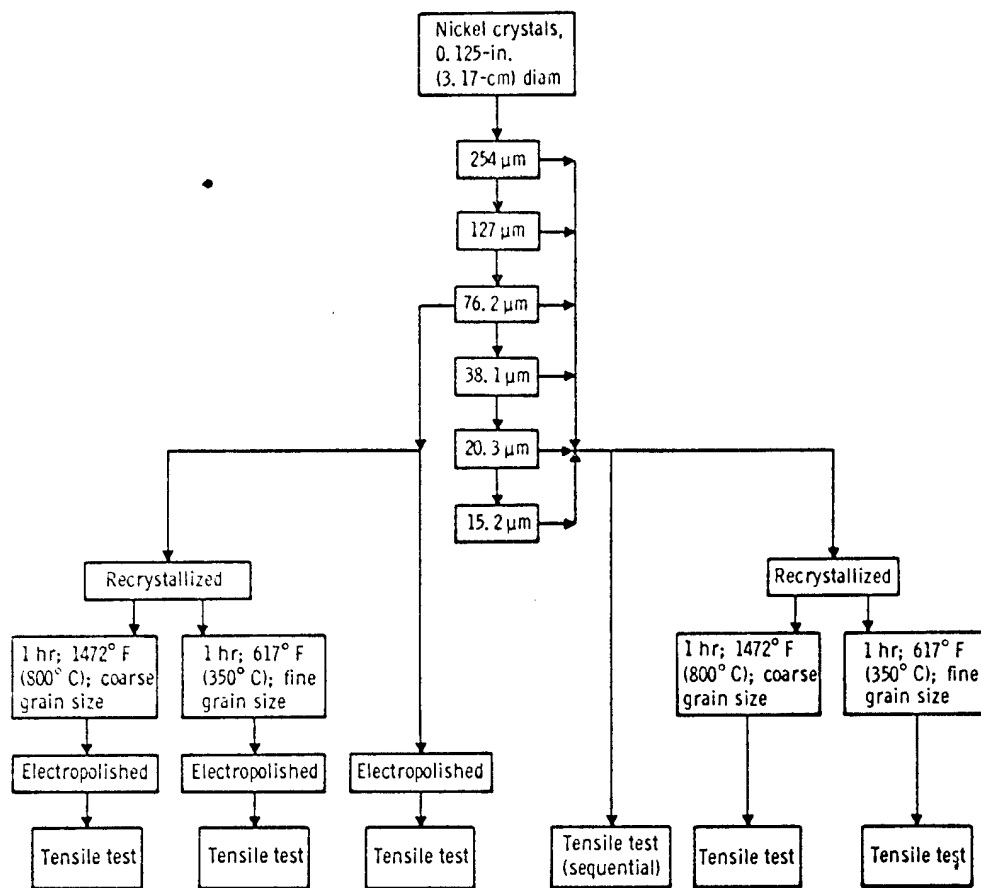 Nickel crystals,
0.125-in.
(3.17-cm) diam
254 μm
127 μm
76.2 μm
38.1 μm
20.3 μm
15.2 μm
Recrystallized
1 hr; 1472° F
(800° C); coarse
grain size
1 hr; 617° F
(350° C); fine
grain size
Electropolished
Electropolished
Electropolished
Tensile test
Tensile test
Tensile test
Tensile test
(sequential)
Recrystallized
1 hr; 1472° F
(800° C); coarse
grain size
1 hr; 617° F
(350° C); fine
grain size
Tensile test
Tensile test